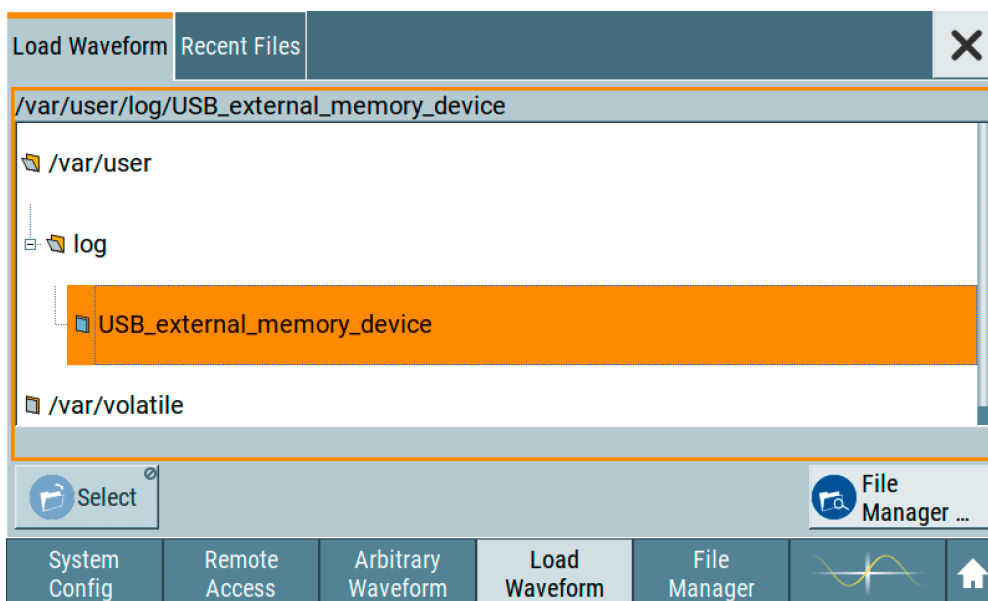 Load Waveform Recent Files
/var/user/log/USB_external_memory_device
/var/user
log
USB_external_memory_device
/var/volatile
Select
File
Manager ...
System
Config
Remote
Access
Arbitrary
Waveform
Load
Waveform
File
Manager